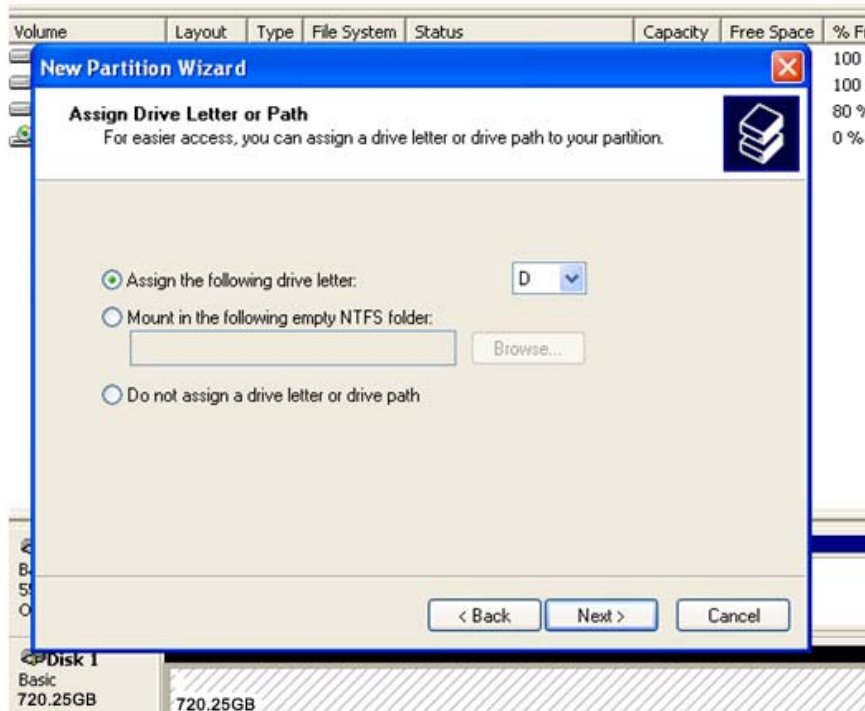 Volume Layout Type File System Status Capacity Free Space % F
New Partition Wizard
100
100
80 %
0 %
Assign Drive Letter or Path
For easier access, you can assign a drive letter or drive path to your partition.
Assign the following drive letter: D
Mount in the following empty NTFS folder:
Browse...
Do not assign a drive letter or drive path
< Back Next > Cancel
Disk 1
Basic
720.25GB
720.25GB